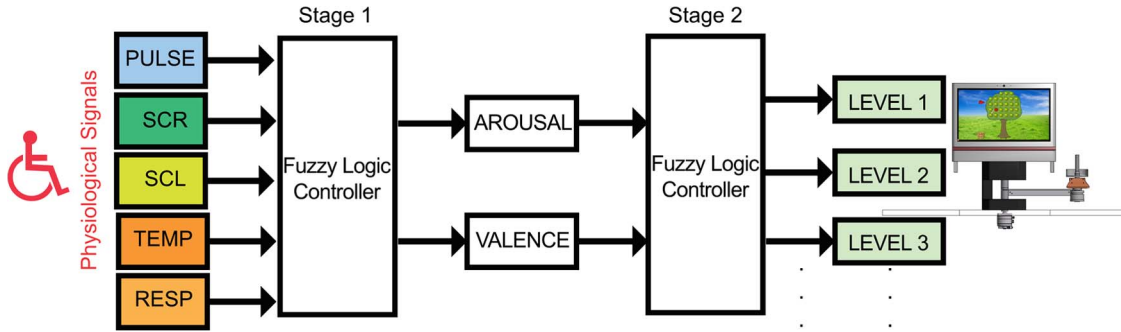 Stage 1
Stage 2
Physiological Signals
PULSE
SCR
SCL
TEMP
RESP
Fuzzy Logic
Controller
AROUSAL
VALENCE
Fuzzy Logic
Controller
LEVEL 1
LEVEL 2
LEVEL 3